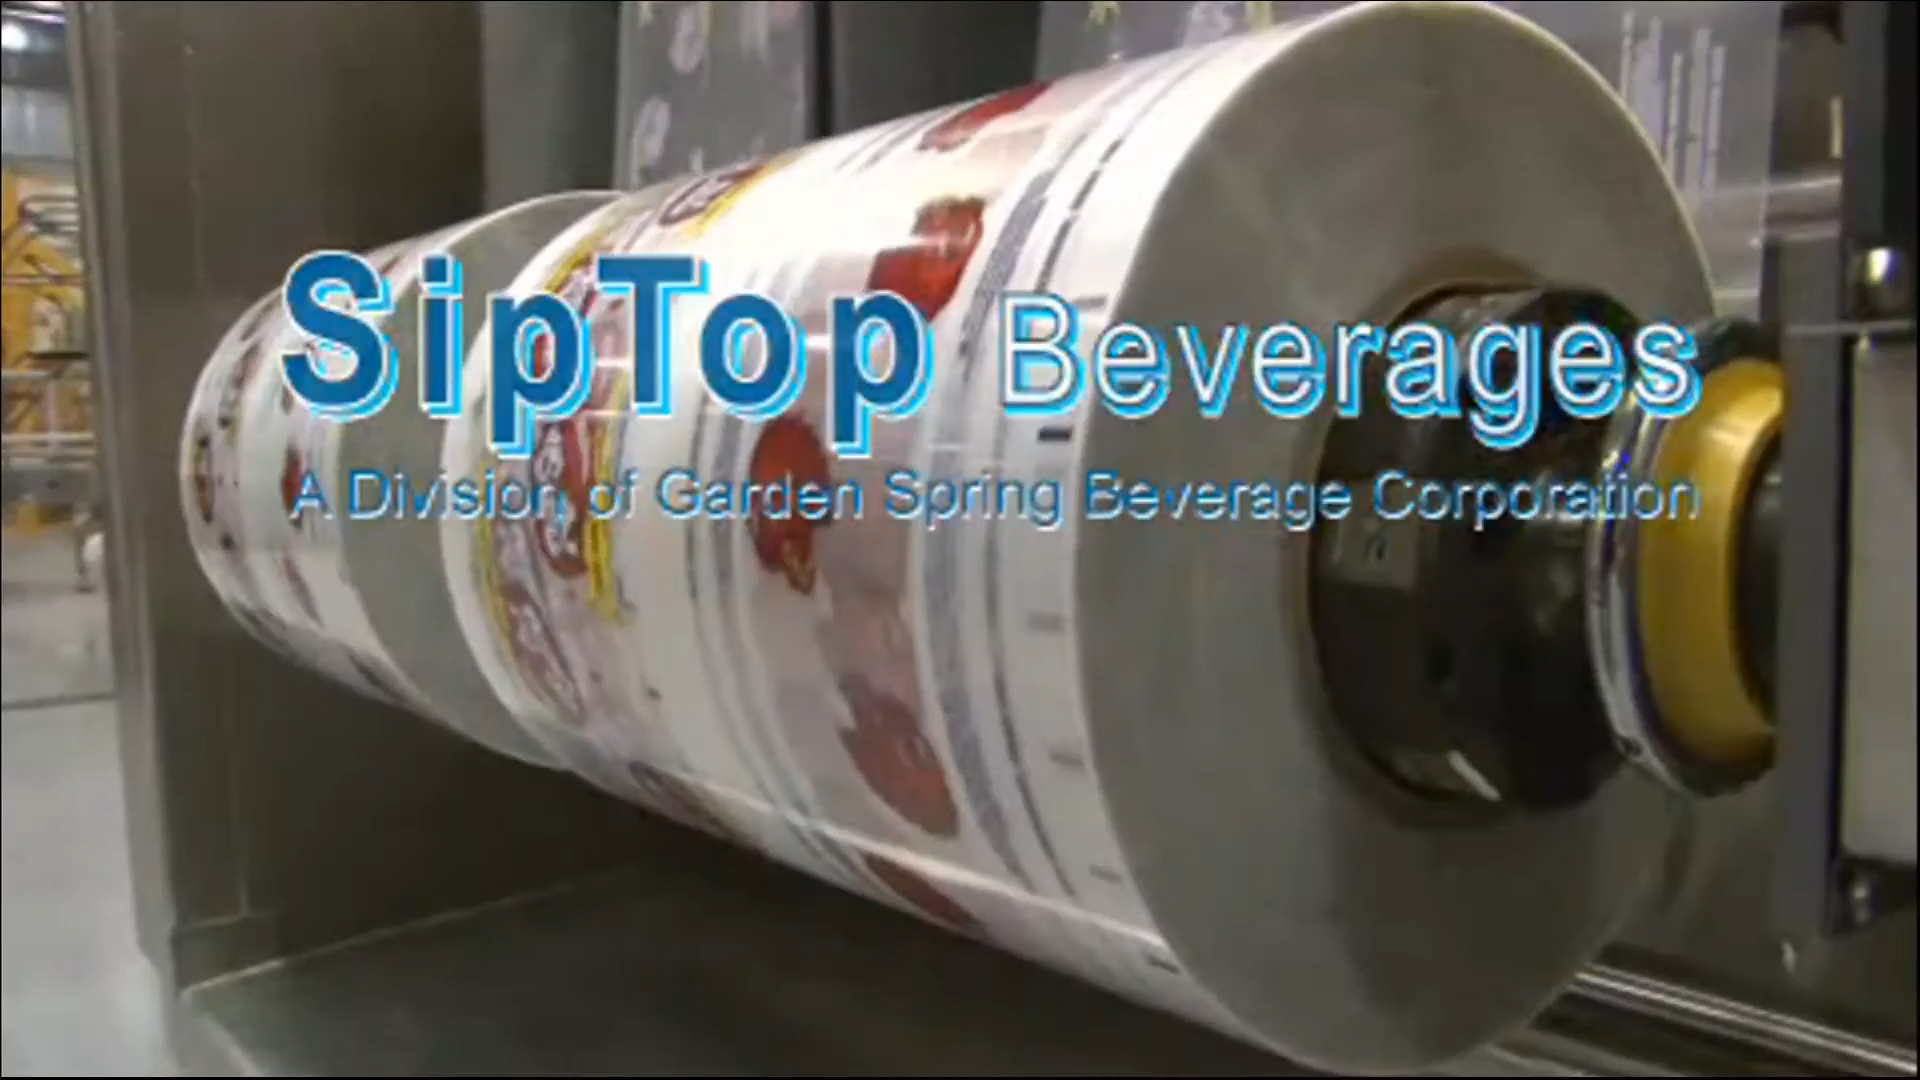 SipTop Beverages
A Division of Garden Spring Beverage Corporation